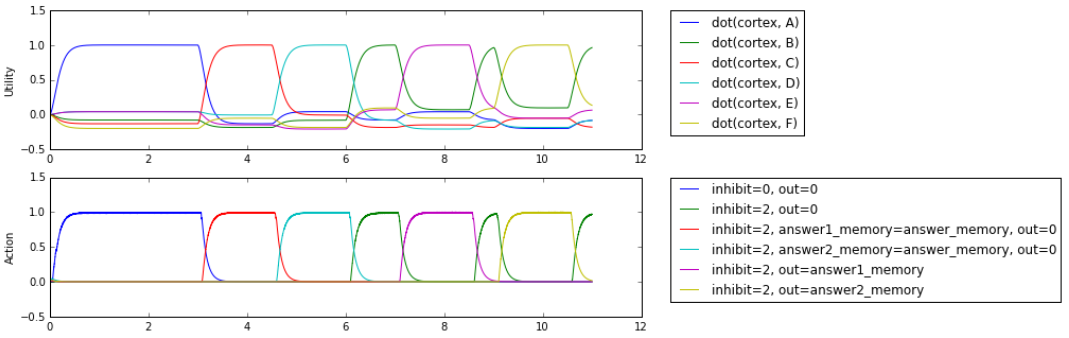 1.5
1.0
0.5
0.0
−0.5
Utility
0 2 4 6 8 10 12
dot(cortex, A)
dot(cortex, B)
dot(cortex, C)
dot(cortex, D)
dot(cortex, E)
dot(cortex, F)
1.5
1.0
0.5
0.0
−0.5
Action
0 2 4 6 8 10 12
inhibit=0, out=0
inhibit=2, out=0
inhibit=2, answer1_memory=answer_memory, out=0
inhibit=2, answer2_memory=answer_memory, out=0
inhibit=2, out=answer1_memory
inhibit=2, out=answer2_memory